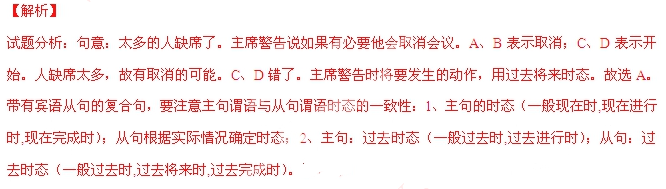 【解析】
试题分析：句意：太多的人缺席了。主席警告说如果有必要他会取消会议。A、B 表示取消；C、D 表示开
始。人缺席太多，故有取消的可能。C、D 错了。主席警告时将要发生的动作，用过去将来时态。故选 A。
带有宾语从句的复合句，要注意主句谓语与从句谓语时态的一致性：1、主句的时态（一般现在时,现在进行
时,现在完成时）；从句根据实际情况确定时态；2、主句：过去时态（一般过去时,过去进行时）；从句：过
去时态（一般过去时,过去将来时,过去完成时）。